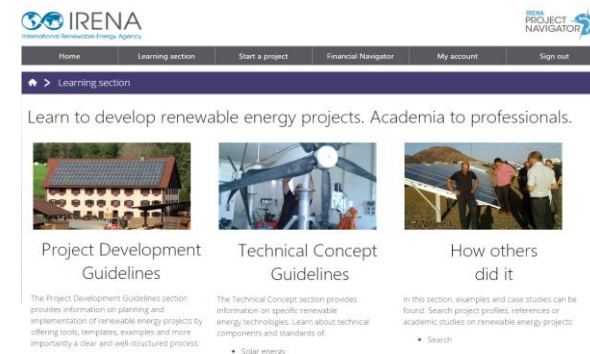 IRENA
International Renewable Energy Agency
IRENA
PROJECT
NAVIGATOR
Home
Learning section
Start a project
Financial Navigator
My account
Sign out
> Learning section
Learn to develop renewable energy projects. Academia to professionals.
Project Development
Guidelines
The Project Development Guidelines section
provides information on planning and
implementation of renewable energy projects by
offering tools, templates, examples and more
importantly a clear and well-structured process:
Technical Concept
Guidelines
The Technical Concept section provides
information on specific renewable
energy technologies. Learn about technical
components and standards of:
• Solar energy
How others
did it
In this section, examples and case studies can be
found. Search project profiles, references or
academic studies on renewable energy projects:
• Search